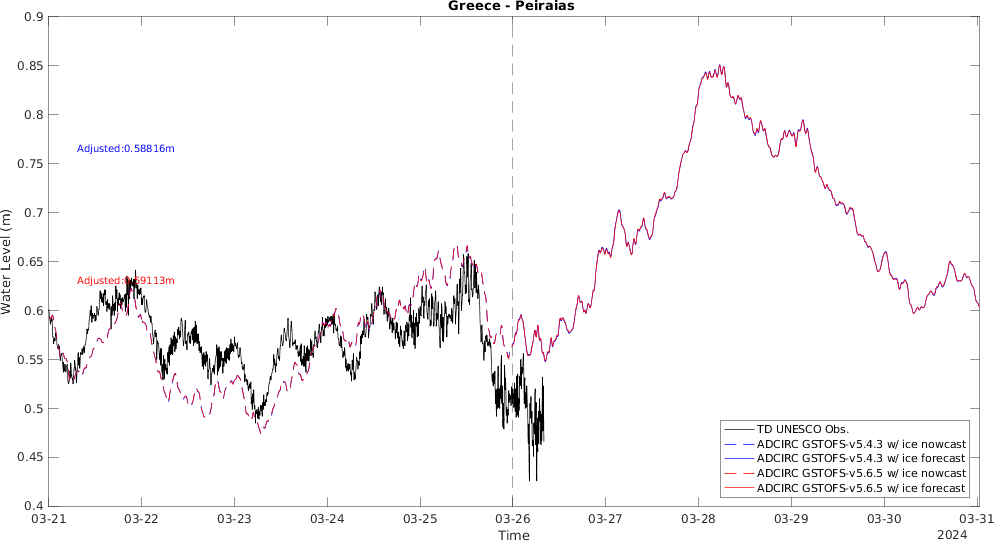 Greece - Peiraias
0.9
0.85
0.8
0.75
0.7
0.65
0.6
0.55
0.5
0.45
0.4
Water Level (m)
Adjusted:0.58816m
Adjusted:0.59113m
TD UNESCO Obs.
ADCIRC GSTOFS-v5.4.3 w/ ice nowcast
ADCIRC GSTOFS-v5.4.3 w/ ice forecast
ADCIRC GSTOFS-v5.6.5 w/ ice nowcast
ADCIRC GSTOFS-v5.6.5 w/ ice forecast
03-21 03-22 03-23 03-24 03-25 03-26 03-27 03-28 03-29 03-30 03-31
Time
2024